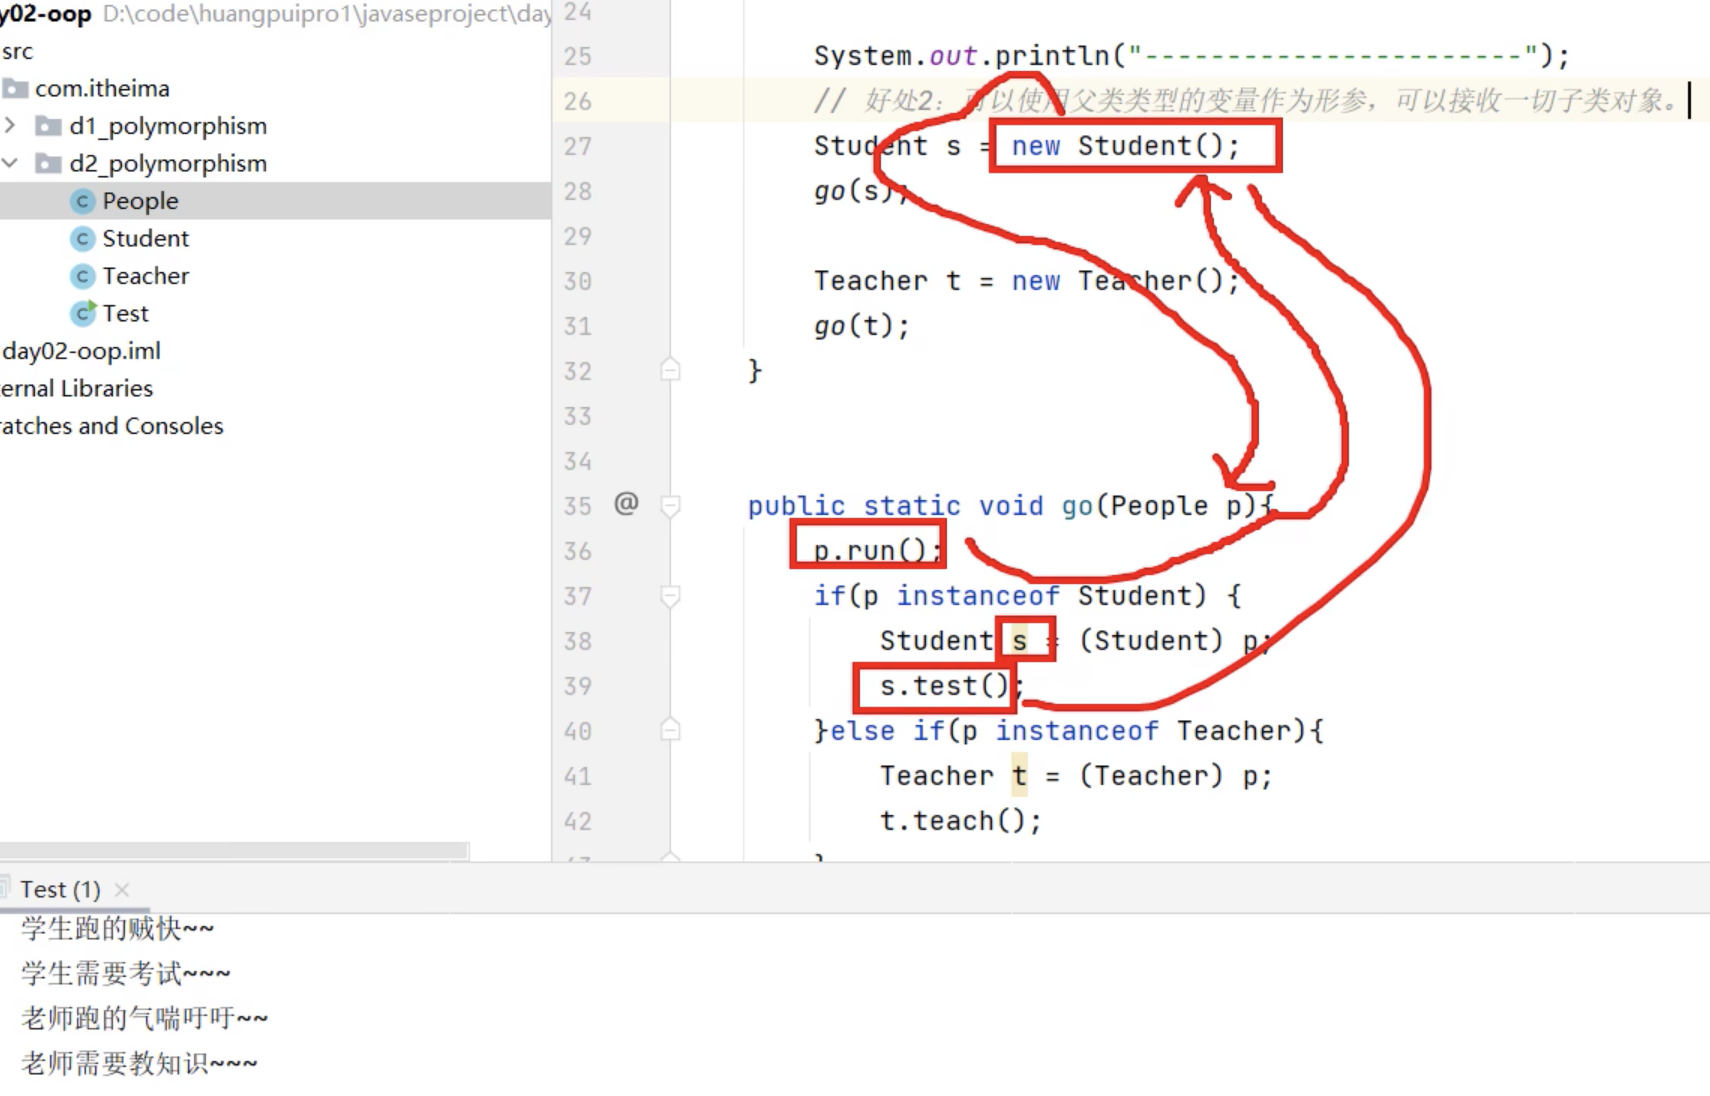 y02-oop D:\code\huangpuipro1\javaseproject\day
src
com.itheima
d1_polymorphism
d2_polymorphism
People
Student
Teacher
Test
day02-oop.iml
ernal Libraries
ratches and Consoles
24
25 System.out.println("-----------------------");
26 // 好处2：可以使用父类类型的变量作为形参，可以接收一切子类对象。
27 Student s = new Student();
28 go(s);
29
30 Teacher t = new Teacher();
31 go(t);
32 }
33
34
35 @ public static void go(People p){
36 p.run();
37 if(p instanceof Student) {
38 Student s = (Student) p;
39 s.test();
40 }else if(p instanceof Teacher){
41 Teacher t = (Teacher) p;
42 t.teach();
Test (1)
学生跑的贼快~~
学生需要考试~~~
老师跑的气喘吁吁~~
老师需要教知识~~~